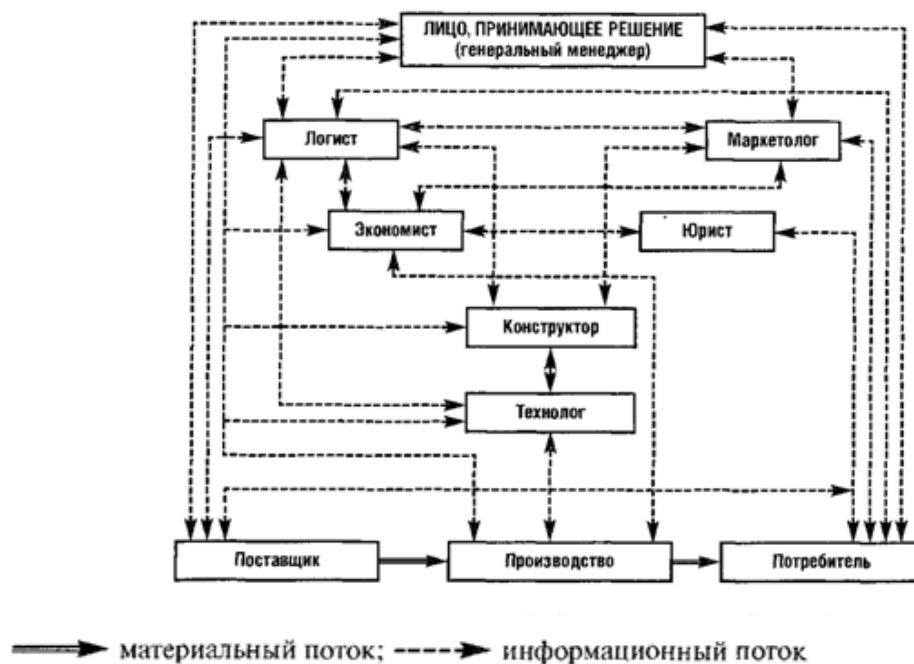 ЛИЦО, ПРИНИМАЮЩЕЕ РЕШЕНИЕ
(генеральный менеджер)
Логист
Маркетолог
Экономист
Юрист
Конструктор
Технолог
Поставщик
Производство
Потребитель
материальный поток;
информационный поток